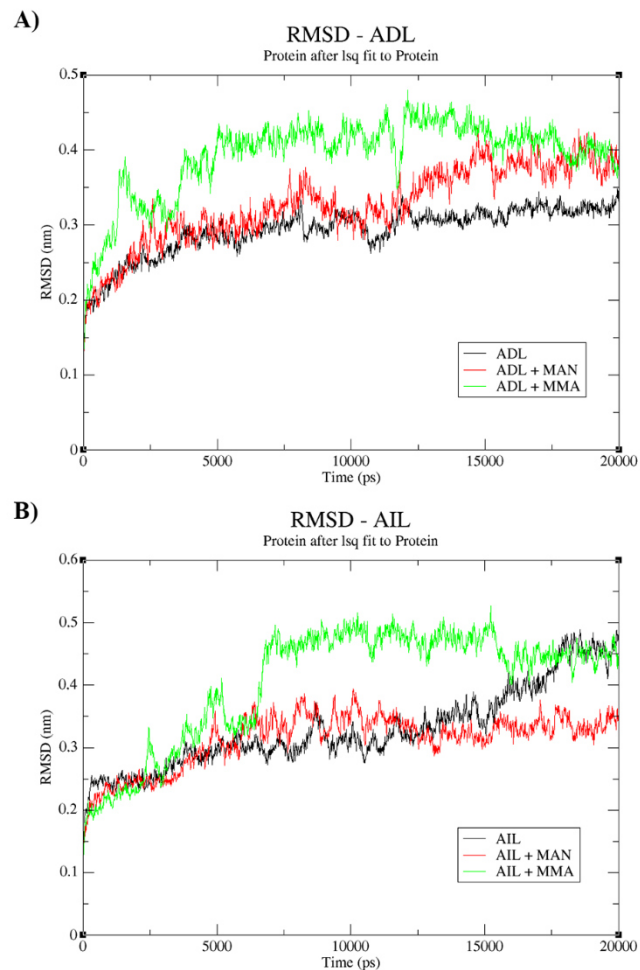 A)
RMSD - ADL
Protein after lsq fit to Protein
0.5
0.4
0.3
0.2
0.1
0
RMSD (nm)
ADL
ADL + MAN
ADL + MMA
0 5000 10000 15000 20000
Time (ps)
B)
RMSD - AIL
Protein after lsq fit to Protein
0.6
0.5
0.4
0.3
0.2
0.1
0
RMSD (nm)
AIL
AIL + MAN
AIL + MMA
0 5000 10000 15000 20000
Time (ps)